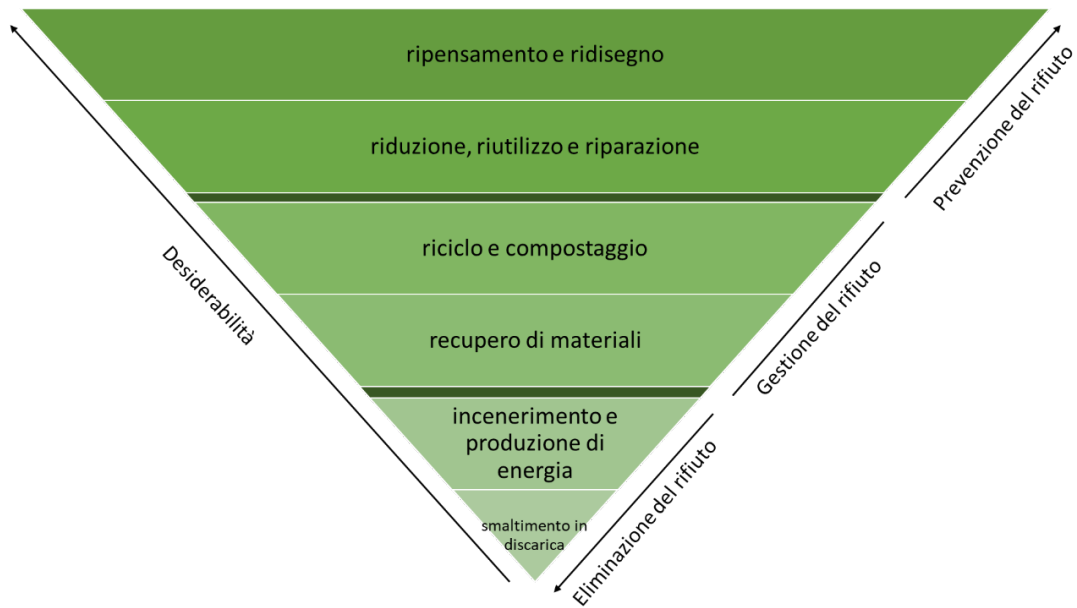 ripensamento e ridisegno
riduzione, riutilizzo e riparazione
riciclo e compostaggio
recupero di materiali
incenerimento e
produzione di
energia
smaltimento in
discarica
Desiderabilità
Prevenzione del rifiuto
Gestione del rifiuto
Eliminazione del rifiuto